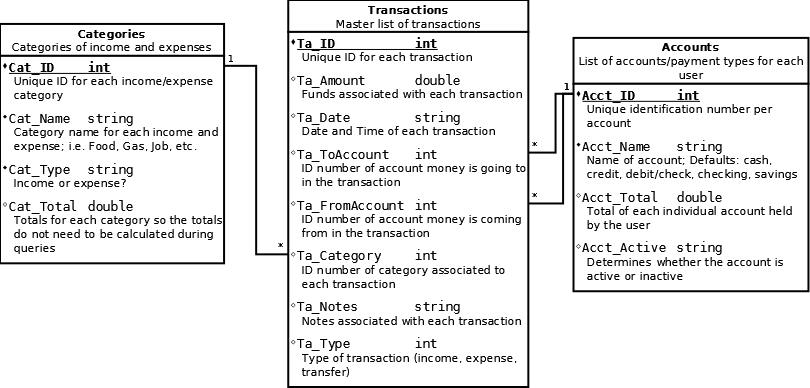 Categories
Categories of income and expenses
Cat_ID int
Unique ID for each income/expense
category
Cat_Name string
Category name for each income and
expense; i.e. Food, Gas, Job, etc.
Cat_Type string
Income or expense?
Cat_Total double
Totals for each category so the totals
do not need to be calculated during
queries
1
*
Transactions
Master list of transactions
Ta_ID int
Unique ID for each transaction
Ta_Amount double
Funds associated with each transaction
Ta_Date string
Date and Time of each transaction
Ta_ToAccount int
ID number of account money is going to
in the transaction
Ta_FromAccount int
ID number of account money is coming
from in the transaction
Ta_Category int
ID number of category associated to
each transaction
Ta_Notes string
Notes associated with each transaction
Ta_Type int
Type of transaction (income, expense,
transfer)
*
*
1
Accounts
List of accounts/payment types for each
user
Acct_ID int
Unique identification number per
account
Acct_Name string
Name of account; Defaults: cash,
credit, debit/check, checking, savings
Acct_Total double
Total of each individual account held
by the user
Acct_Active string
Determines whether the account is
active or inactive